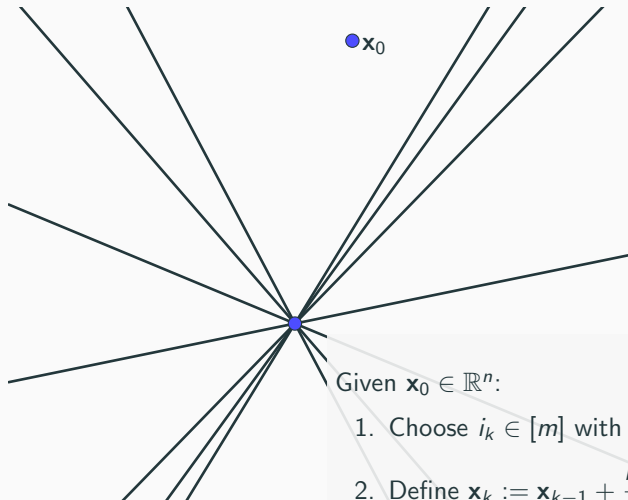 x₀
Given x₀ ∈ ℝⁿ:
1. Choose iₖ ∈ [m] with
2. Define xₖ := xₖ₋₁ +